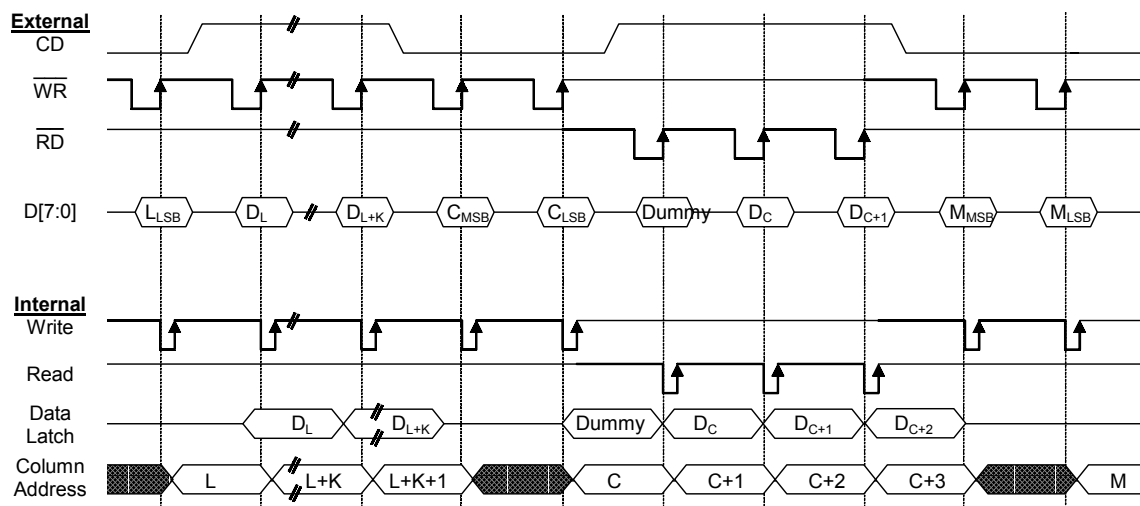 External
CD
WR
RD
D[7:0] LLSB DL DL+K CMSB CLSB Dummy DC DC+1 MMSB MLSB
Internal
Write
Read
Data
Latch DL DL+K Dummy DC DC+1 DC+2
Column
Address L L+K L+K+1 C C+1 C+2 C+3 M